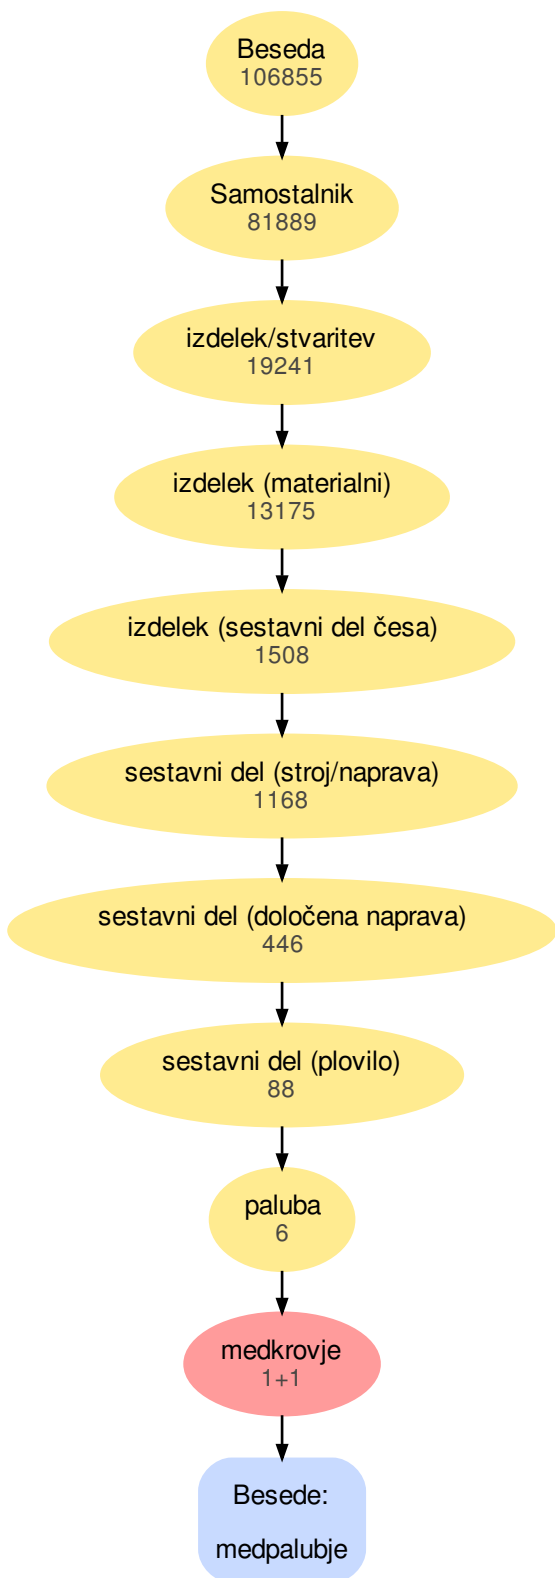 Beseda
106855
Samostalnik
81889
izdelek/stvaritev
19241
izdelek (materialni)
13175
izdelek (sestavni del česa)
1508
sestavni del (stroj/naprava)
1168
sestavni del (določena naprava)
446
sestavni del (plovilo)
88
paluba
6
medkrovje
1+1
Besede:
medpalubje